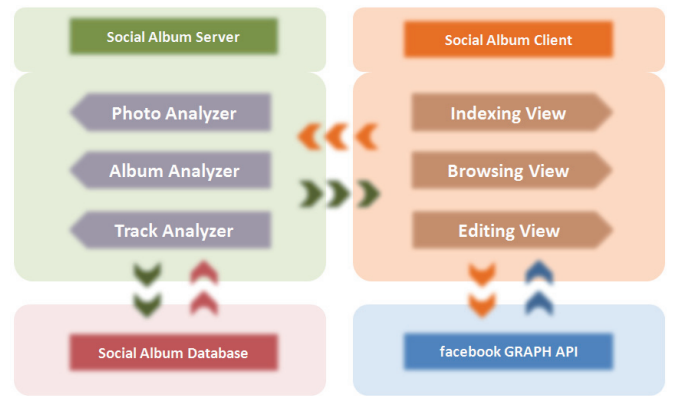 Social Album Server
Photo Analyzer
Album Analyzer
Track Analyzer
Social Album Client
Indexing View
Browsing View
Editing View
Social Album Database
facebook GRAPH API